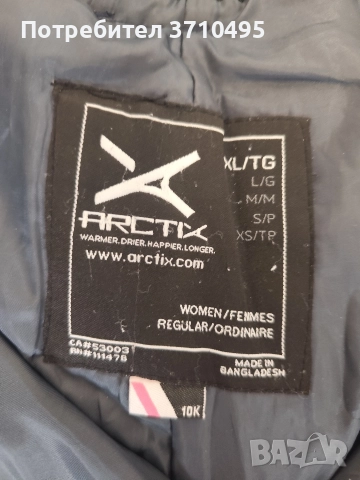 Потребител 3710495
XL/TG
L/G
M/M
S/P
XS/TP
ARCTIX
WARMER. DRIER. HAPPIER. LONGER.
www.arctix.com
WOMEN/FEMMES
REGULAR/ORDINAIRE
CA#53003
RN#111478
MADE IN
BANGLADESH
10K
BAZAR